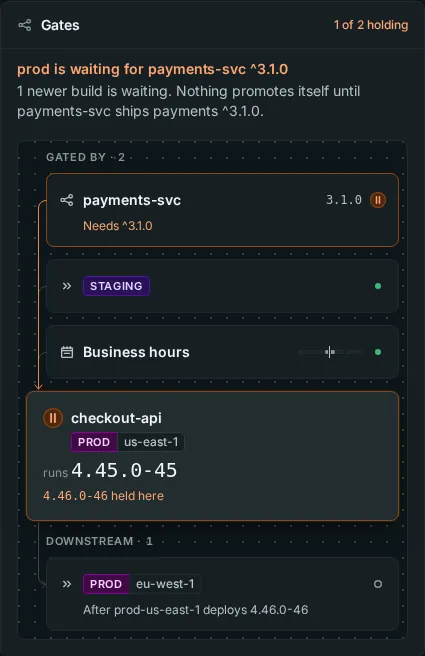 Gates
1 of 2 holding
prod is waiting for payments-svc ^3.1.0
1 newer build is waiting. Nothing promotes itself until
payments-svc ships payments ^3.1.0.
GATED BY · 2
payments-svc
3.1.0
Needs ^3.1.0
STAGING
Business hours
checkout-api
PROD us-east-1
runs 4.45.0-45
4.46.0-46 held here
DOWNSTREAM · 1
PROD eu-west-1
After prod-us-east-1 deploys 4.46.0-46